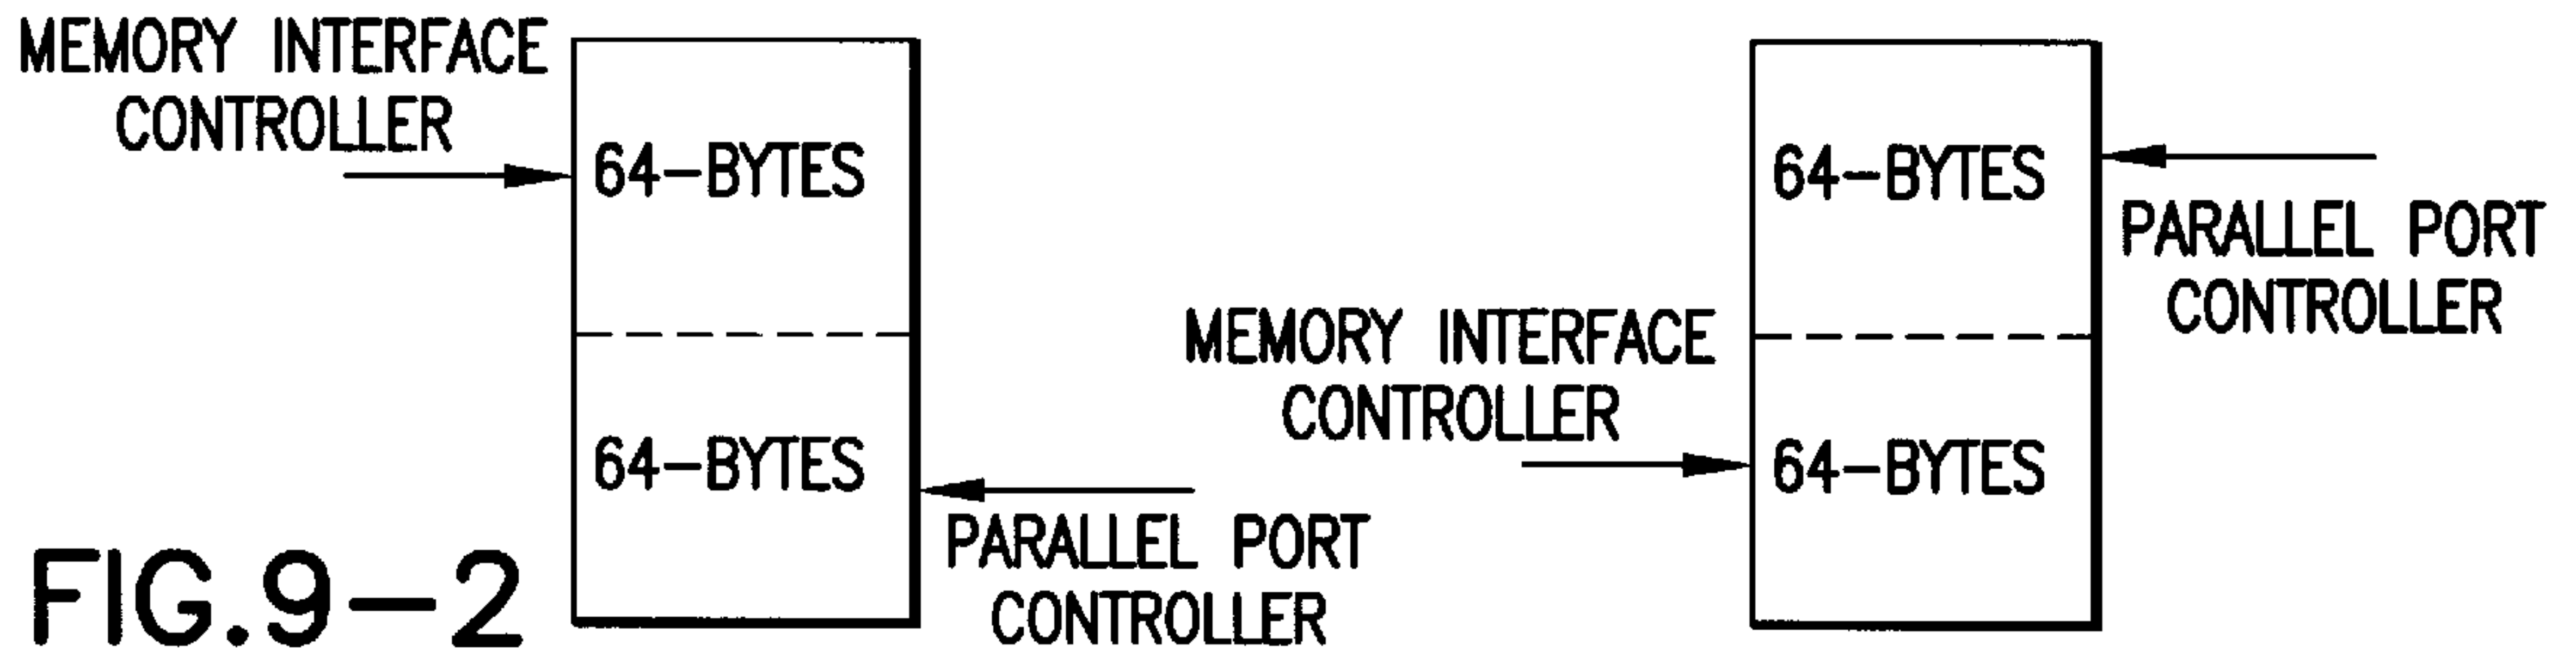 MEMORY INTERFACE
CONTROLLER
64-BYTES
64-BYTES
PARALLEL PORT
CONTROLLER
64-BYTES
PARALLEL PORT
CONTROLLER
MEMORY INTERFACE
CONTROLLER
64-BYTES
FIG.9-2